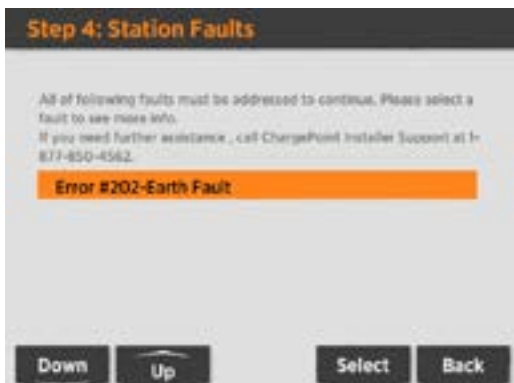 Step 4: Station Faults
All of following faults must be addressed to continue. Please select a
fault to see more info.
If you need further assistance , call ChargePoint Installer Support at 1-
877-850-4562.
Error #202-Earth Fault
Down Up Select Back